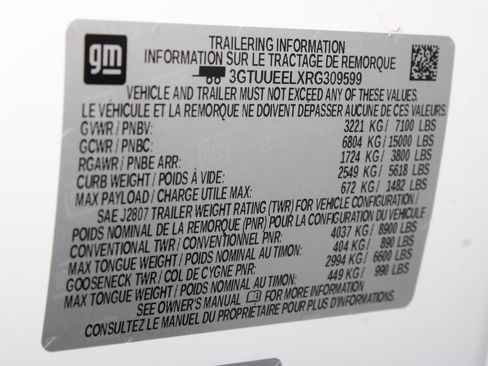 gm
TRAILERING INFORMATION
INFORMATION SUR LE TRACTAGE DE REMORQUE
3GTUUEELXRG309599
VEHICLE AND TRAILER MUST NOT EXCEED ANY OF THESE VALUES.
LE VÉHICULE ET LA REMORQUE NE DOIVENT DÉPASSER AUCUNE DE CES VALEURS.
GVWR / PNBV: 3221 KG / 7100 LBS
GCWR / PNBC: 6804 KG / 15000 LBS
RGAWR / PNBE ARR: 1724 KG / 3800 LBS
CURB WEIGHT / POIDS À VIDE: 2549 KG / 5618 LBS
MAX PAYLOAD / CHARGE UTILE MAX: 672 KG / 1482 LBS
SAE J2807 TRAILER WEIGHT RATING (TWR) FOR VEHICLE CONFIGURATION /
POIDS NOMINAL DE LA REMORQUE (PNR) POUR LA CONFIGURATION DU VÉHICULE
CONVENTIONAL TWR / CONVENTIONNEL PNR: 4037 KG / 8900 LBS
MAX TONGUE WEIGHT / POIDS NOMINAL AU TIMON: 404 KG / 890 LBS
GOOSENECK TWR / COL DE CYGNE PNR: 2994 KG / 6600 LBS
MAX TONGUE WEIGHT / POIDS NOMINAL AU TIMON: 449 KG / 990 LBS
SEE OWNER'S MANUAL FOR MORE INFORMATION
CONSULTEZ LE MANUEL DU PROPRIÉTAIRE POUR PLUS D'INFORMATIONS